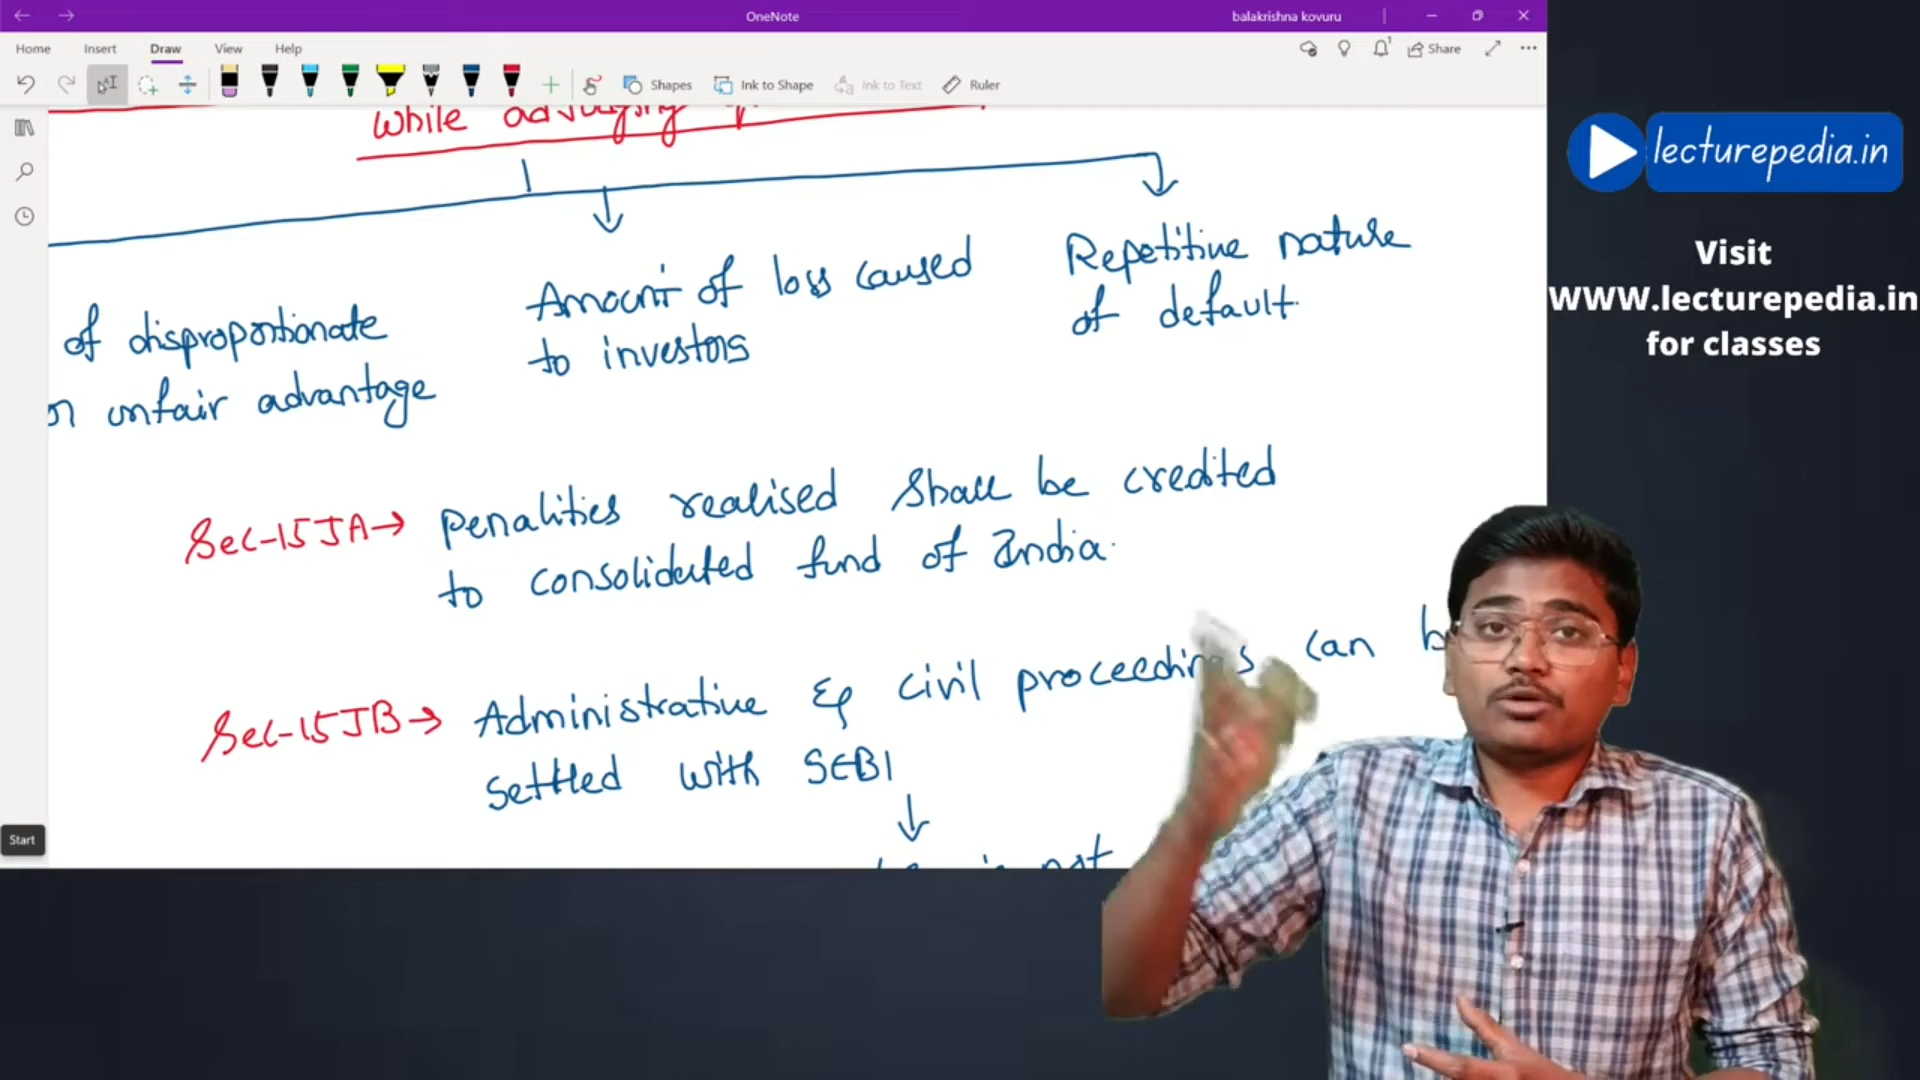 OneNote
balakrishna kovuru
Home Insert Draw View Help
Share
Shapes Ink to Shape Ink to Text Ruler
lecturepedia.in
Visit
WWW.lecturepedia.in
for classes
While
Repetitive nature
of default
Amount of loss caused
to investors
of disproportionate
unfair advantage
Sec-15JA→ Penalities realised shall be credited
to consolidated fund of India.
Sec-15JB→ Administrative & civil proceedings can
settled with SEBI
not
Start